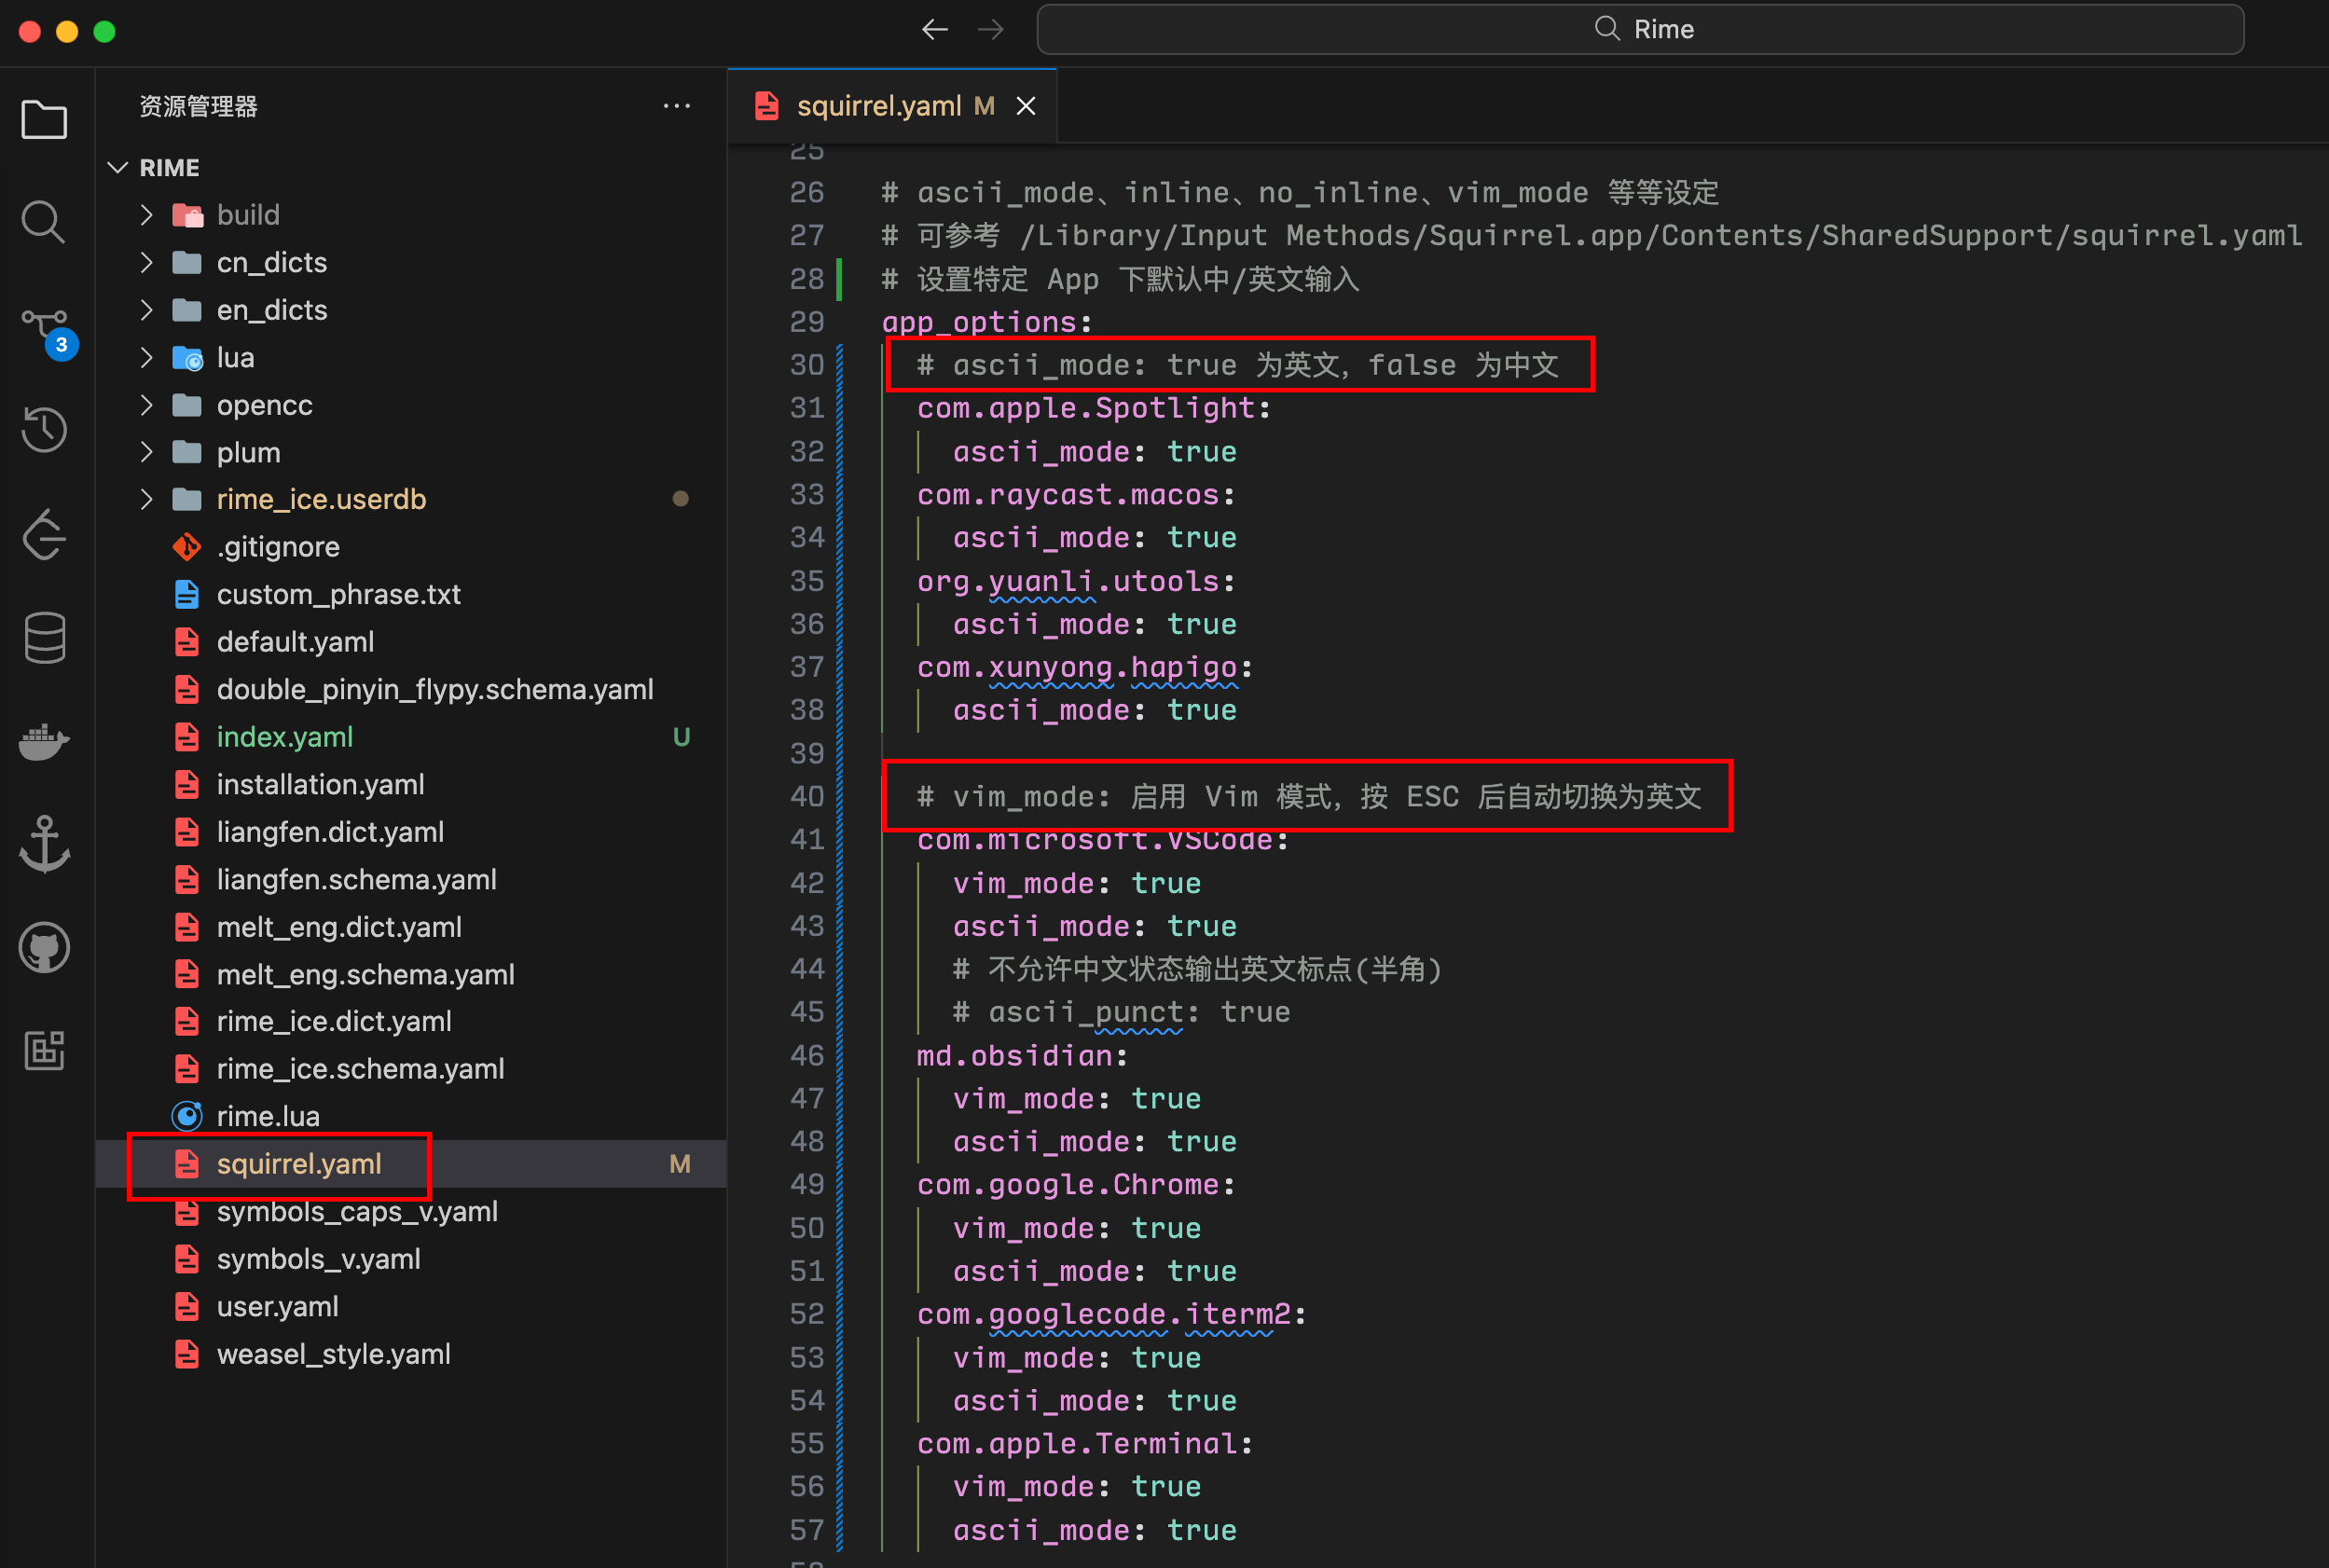 Rime
资源管理器
squirrel.yaml M
RIME
build
cn_dicts
en_dicts
3
lua
opencc
plum
rime_ice.userdb
.gitignore
custom_phrase.txt
default.yaml
double_pinyin_flypy.schema.yaml
index.yaml U
installation.yaml
liangfen.dict.yaml
liangfen.schema.yaml
melt_eng.dict.yaml
melt_eng.schema.yaml
rime_ice.dict.yaml
rime_ice.schema.yaml
rime.lua
squirrel.yaml M
symbols_caps_v.yaml
symbols_v.yaml
user.yaml
weasel_style.yaml
25
26 # ascii_mode、inline、no_inline、vim_mode 等等设定
27 # 可参考 /Library/Input Methods/Squirrel.app/Contents/SharedSupport/squirrel.yaml
28 # 设置特定 App 下默认中/英文输入
29 app_options:
30 # ascii_mode: true 为英文，false 为中文
31 com.apple.Spotlight:
32 ascii_mode: true
33 com.raycast.macos:
34 ascii_mode: true
35 org.yuanli.utools:
36 ascii_mode: true
37 com.xunyong.hapigo:
38 ascii_mode: true
39
40 # vim_mode: 启用 Vim 模式，按 ESC 后自动切换为英文
41 com.microsoft.VSCode:
42 vim_mode: true
43 ascii_mode: true
44 # 不允许中文状态输出英文标点(半角)
45 # ascii_punct: true
46 md.obsidian:
47 vim_mode: true
48 ascii_mode: true
49 com.google.Chrome:
50 vim_mode: true
51 ascii_mode: true
52 com.googlecode.iterm2:
53 vim_mode: true
54 ascii_mode: true
55 com.apple.Terminal:
56 vim_mode: true
57 ascii_mode: true
58